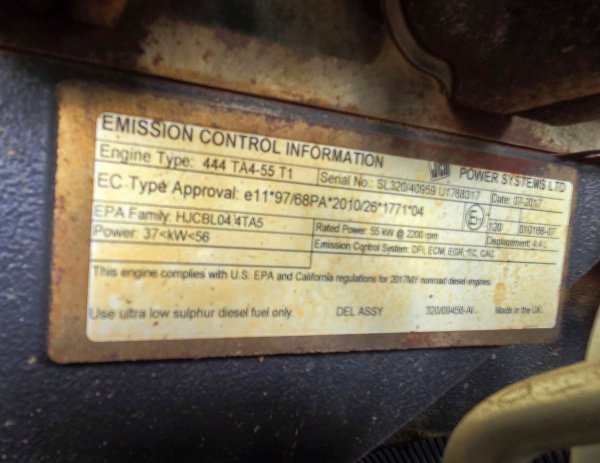 EMISSION CONTROL INFORMATION JCB POWER SYSTEMS LTD
Engine Type: 444 TA4-55 T1 Serial No.: SL320/40959 U1768317 Date: 07-2017
EC Type Approval: e11*97/68PA*2010/26*1771*04 E
EPA Family: HJCBL04.4TA5 Rated Power: 55 kW @ 2200 rpm 120
Power: 37<kW<56 Emission Control System: DFI, ECM, EGR, TC, CAC Displacement: 4.4
This engine complies with U.S. EPA and California regulations for 2017MY nonroad diesel engines.
Use ultra low sulphur diesel fuel only. DEL ASSY Made in the UK